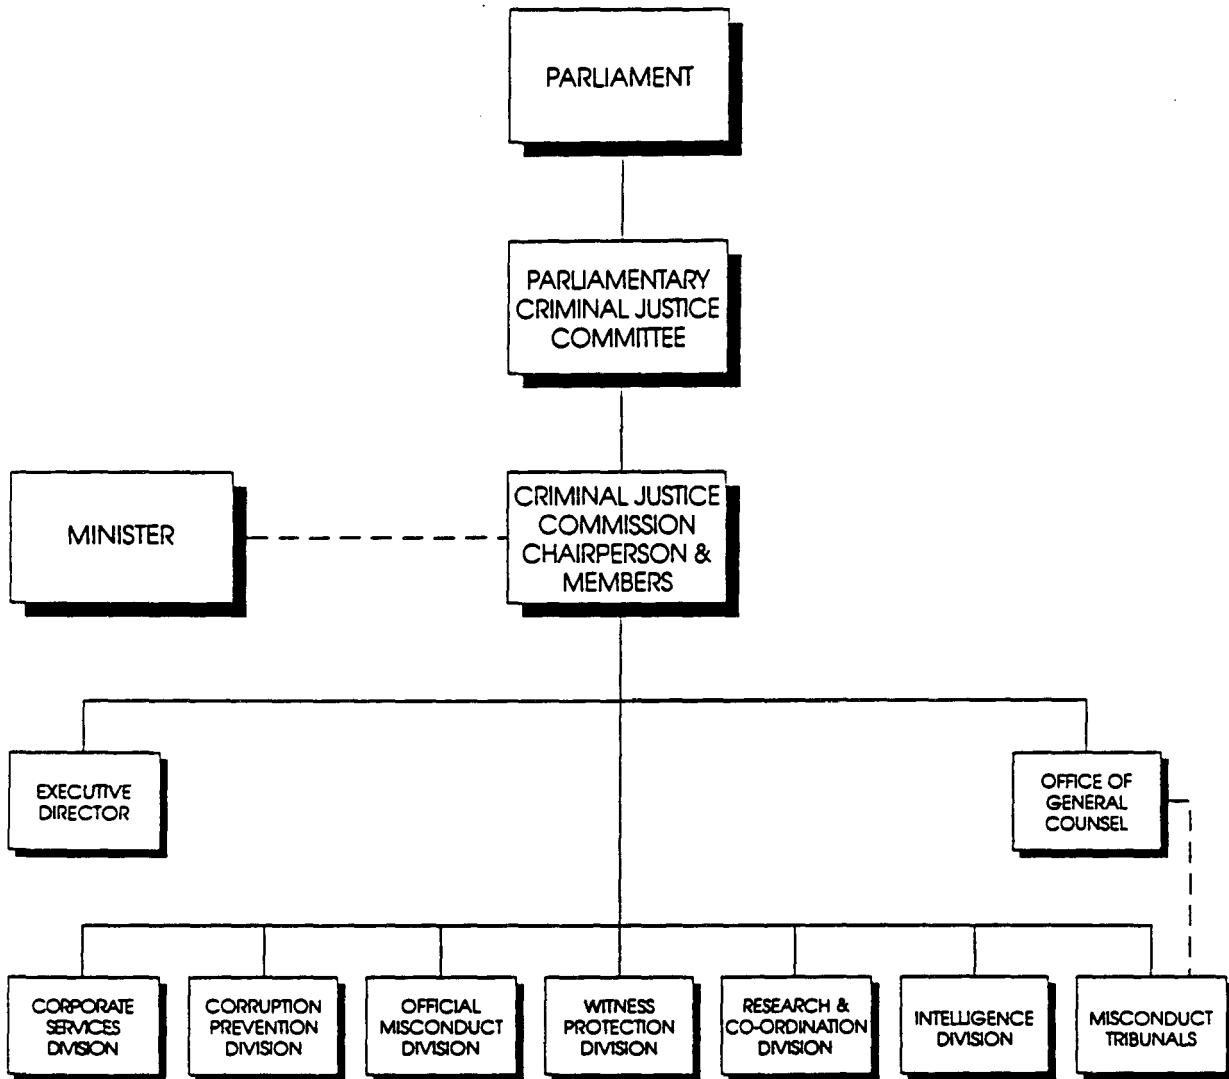 PARLIAMENT
PARLIAMENTARY
CRIMINAL JUSTICE
COMMITTEE
MINISTER
CRIMINAL JUSTICE
COMMISSION
CHAIRPERSON &
MEMBERS
EXECUTIVE
DIRECTOR
OFFICE OF
GENERAL
COUNSEL
CORPORATE
SERVICES
DIVISION
CORRUPTION
PREVENTION
DIVISION
OFFICIAL
MISCONDUCT
DIVISION
WITNESS
PROTECTION
DIVISION
RESEARCH &
CO-ORDINATION
DIVISION
INTELLIGENCE
DIVISION
MISCONDUCT
TRIBUNALS